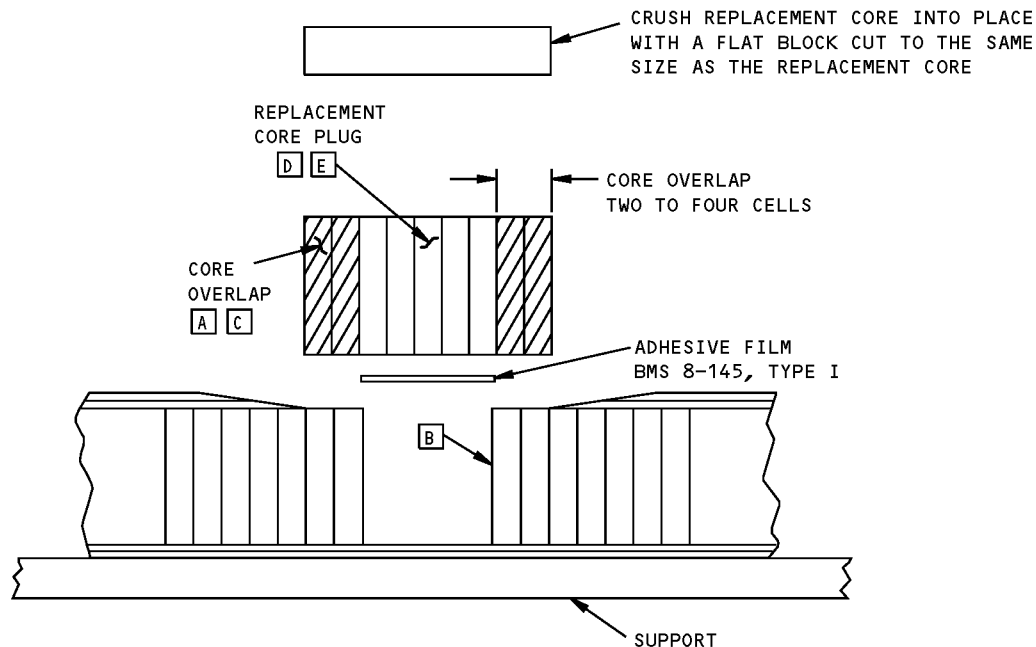 CRUSH REPLACEMENT CORE INTO PLACE
WITH A FLAT BLOCK CUT TO THE SAME
SIZE AS THE REPLACEMENT CORE
REPLACEMENT
CORE PLUG
D E
CORE OVERLAP
TWO TO FOUR CELLS
CORE
OVERLAP
A C
ADHESIVE FILM
BMS 8-145, TYPE I
B
SUPPORT